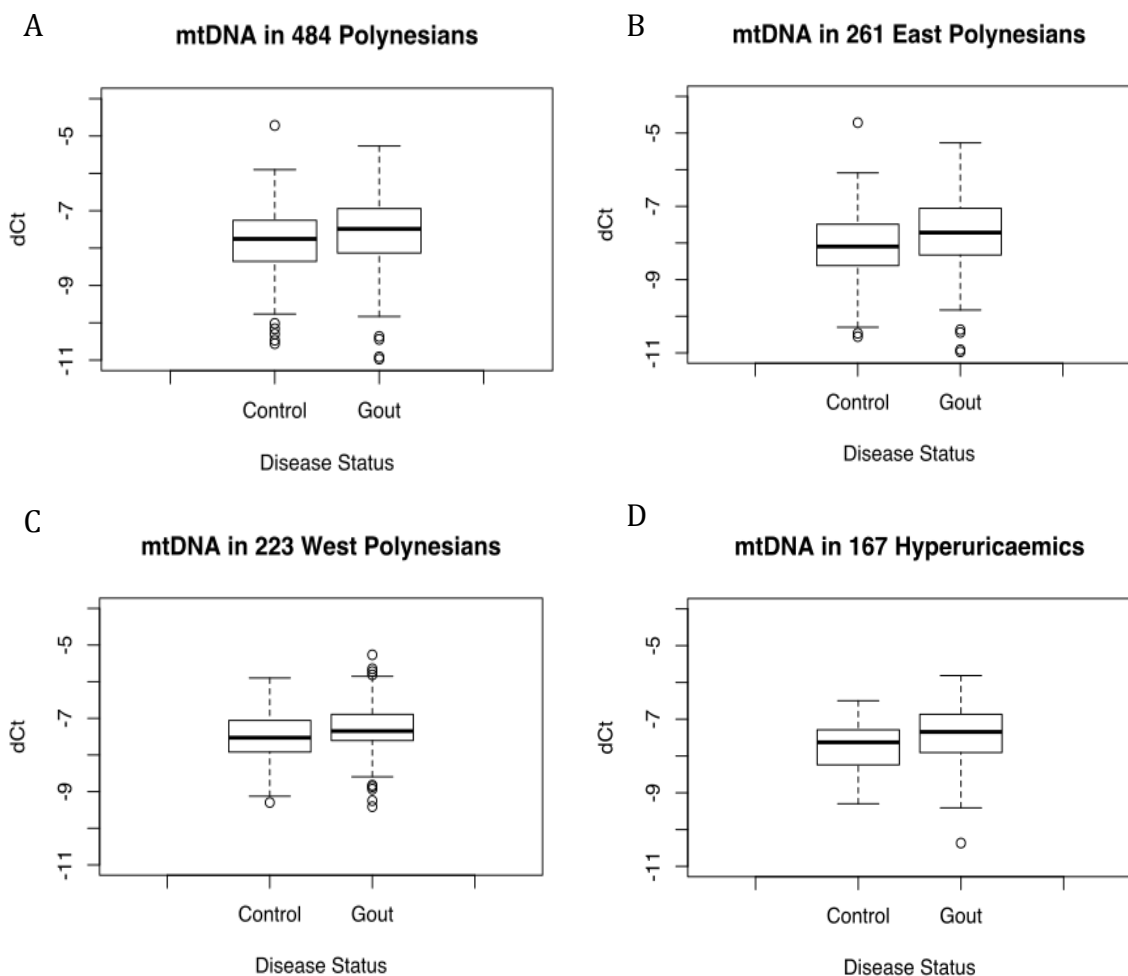 A
mtDNA in 484 Polynesians
dCt
-5
-7
-9
-11
Control Gout
Disease Status
B
mtDNA in 261 East Polynesians
dCt
-5
-7
-9
-11
Control Gout
Disease Status
C
mtDNA in 223 West Polynesians
dCt
-5
-7
-9
-11
Control Gout
Disease Status
D
mtDNA in 167 Hyperuricaemics
dCt
-5
-7
-9
-11
Control Gout
Disease Status